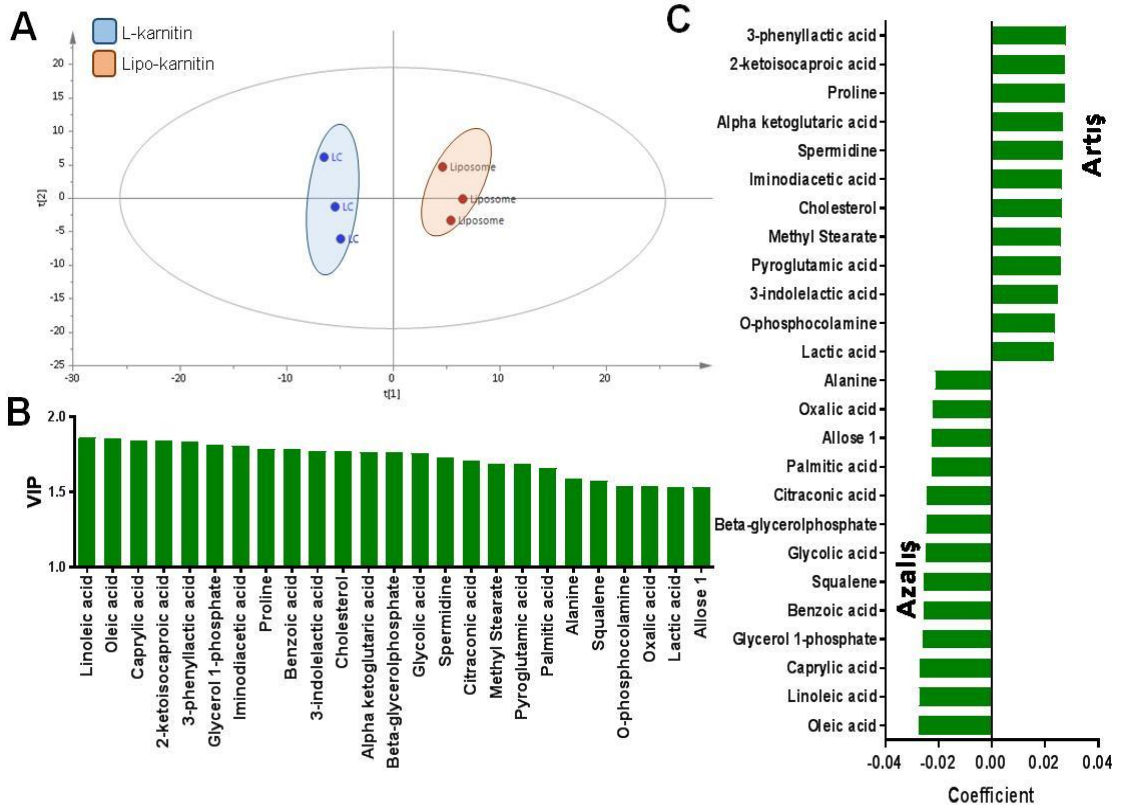 A
L-karnitin
Lipo-karnitin
20
15
10
5
0
-5
-10
-15
-20
-25
t[2]
-30
-20
-10
0
10
20
t[1]
LC
LC
LC
Liposome
Liposome
Liposome
B
2.0
1.5
1.0
VIP
Linoleic acid
Oleic acid
Caprylic acid
2-ketoisocaproic acid
3-phenyllactic acid
Glycerol 1-phosphate
Iminodiacetic acid
Proline
Benzoic acid
3-indolelactic acid
Cholesterol
Alpha ketoglutaric acid
Beta-glycerolphosphate
Glycolic acid
Spermidine
Citraconic acid
Methyl Stearate
Pyroglutamic acid
Palmitic acid
Alanine
Squalene
O-phosphocolamine
Oxalic acid
Lactic acid
Allose 1
C
3-phenyllactic acid
2-ketoisocaproic acid
Proline
Alpha ketoglutaric acid
Spermidine
Iminodiacetic acid
Cholesterol
Methyl Stearate
Pyroglutamic acid
3-indolelactic acid
O-phosphocolamine
Lactic acid
Alanine
Oxalic acid
Allose 1
Palmitic acid
Citraconic acid
Beta-glycerolphosphate
Glycolic acid
Squalene
Benzoic acid
Glycerol 1-phosphate
Caprylic acid
Linoleic acid
Oleic acid
Artış
Azalış
-0.04
-0.02
0.00
0.02
0.04
Coefficient